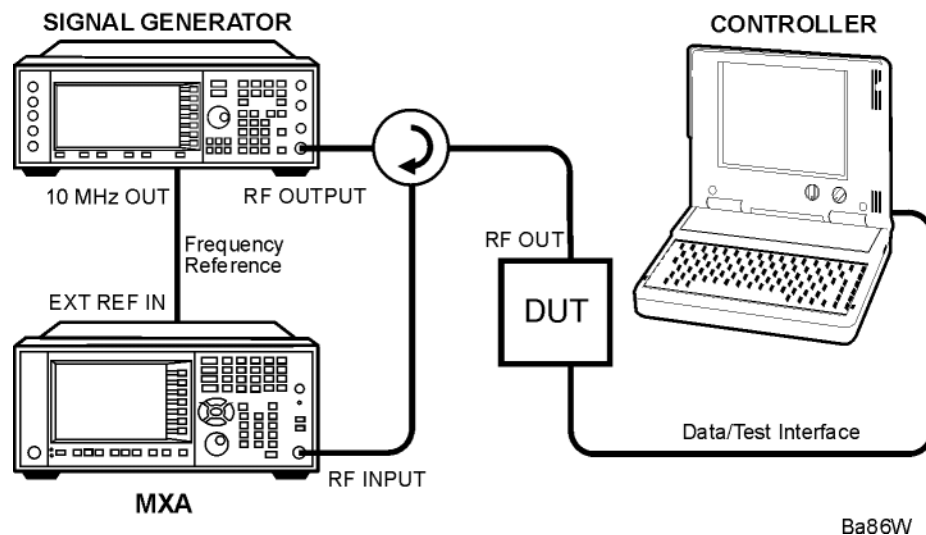 SIGNAL GENERATOR
CONTROLLER
10 MHz OUT
RF OUTPUT
Frequency
Reference
RF OUT
EXT REF IN
DUT
Data/Test Interface
RF INPUT
MXA
Ba86W